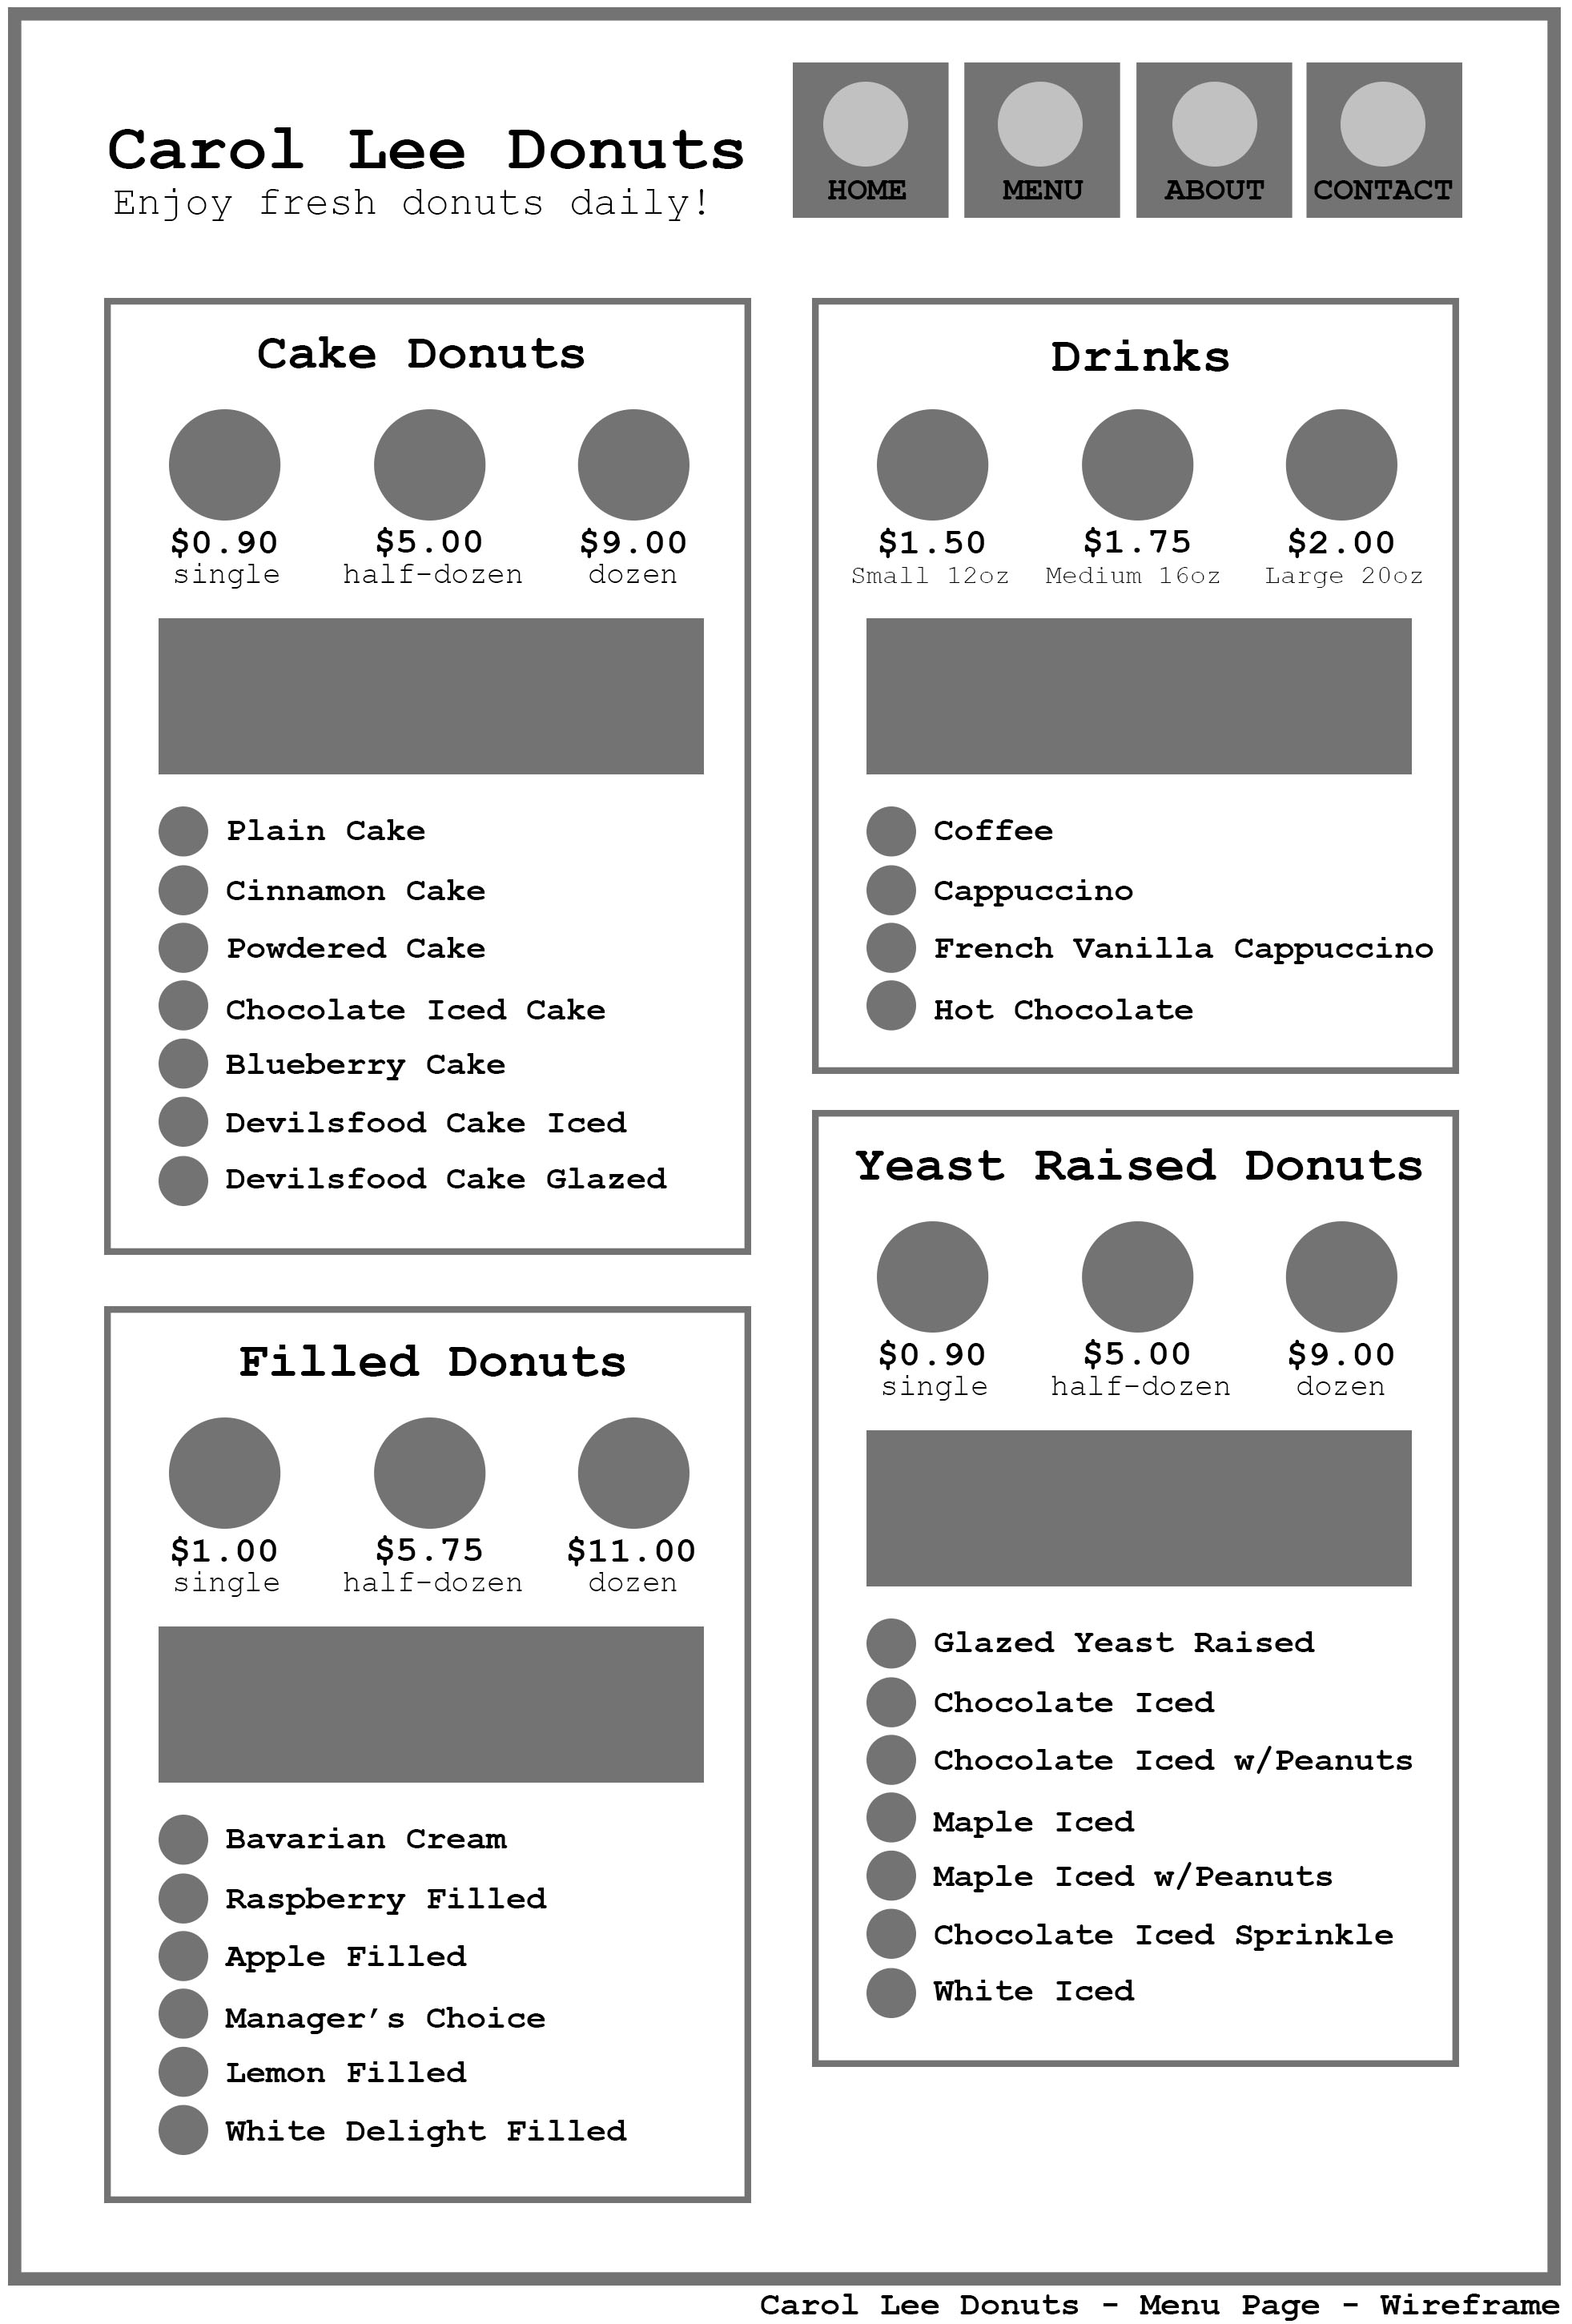 Carol Lee Donuts
Enjoy fresh donuts daily!
HOME
MENU
ABOUT
CONTACT
Cake Donuts
$0.90 $5.00 $9.00
single half-dozen dozen
Plain Cake
Cinnamon Cake
Powdered Cake
Chocolate Iced Cake
Blueberry Cake
Devilsfood Cake Iced
Devilsfood Cake Glazed
Filled Donuts
$1.00 $5.75 $11.00
single half-dozen dozen
Bavarian Cream
Raspberry Filled
Apple Filled
Manager’s Choice
Lemon Filled
White Delight Filled
Drinks
$1.50 $1.75 $2.00
Small 12oz Medium 16oz Large 20oz
Coffee
Cappuccino
French Vanilla Cappuccino
Hot Chocolate
Yeast Raised Donuts
$0.90 $5.00 $9.00
single half-dozen dozen
Glazed Yeast Raised
Chocolate Iced
Chocolate Iced w/Peanuts
Maple Iced
Maple Iced w/Peanuts
Chocolate Iced Sprinkle
White Iced
Carol Lee Donuts - Menu Page - Wireframe